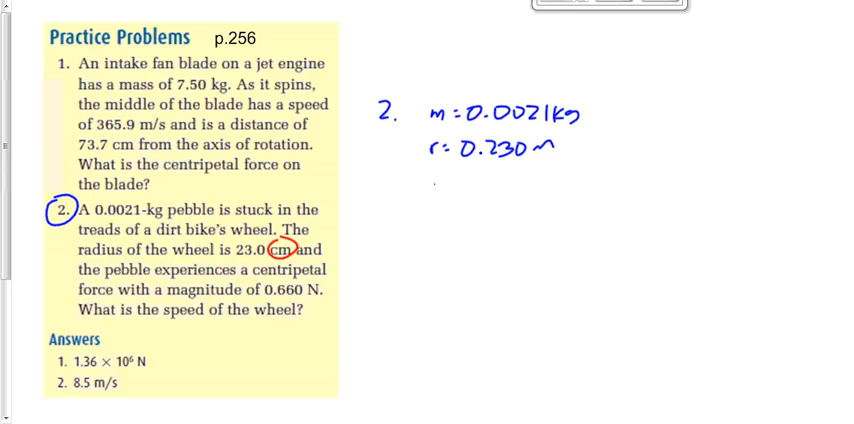 Practice Problems p.256
1. An intake fan blade on a jet engine
has a mass of 7.50 kg. As it spins,
the middle of the blade has a speed
of 365.9 m/s and is a distance of
73.7 cm from the axis of rotation.
What is the centripetal force on
the blade?
2. A 0.0021-kg pebble is stuck in the
treads of a dirt bike's wheel. The
radius of the wheel is 23.0 cm and
the pebble experiences a centripetal
force with a magnitude of 0.660 N.
What is the speed of the wheel?
Answers
1. 1.36 × 10⁶ N
2. 8.5 m/s
2. m = 0.0021kg
r = 0.230 m